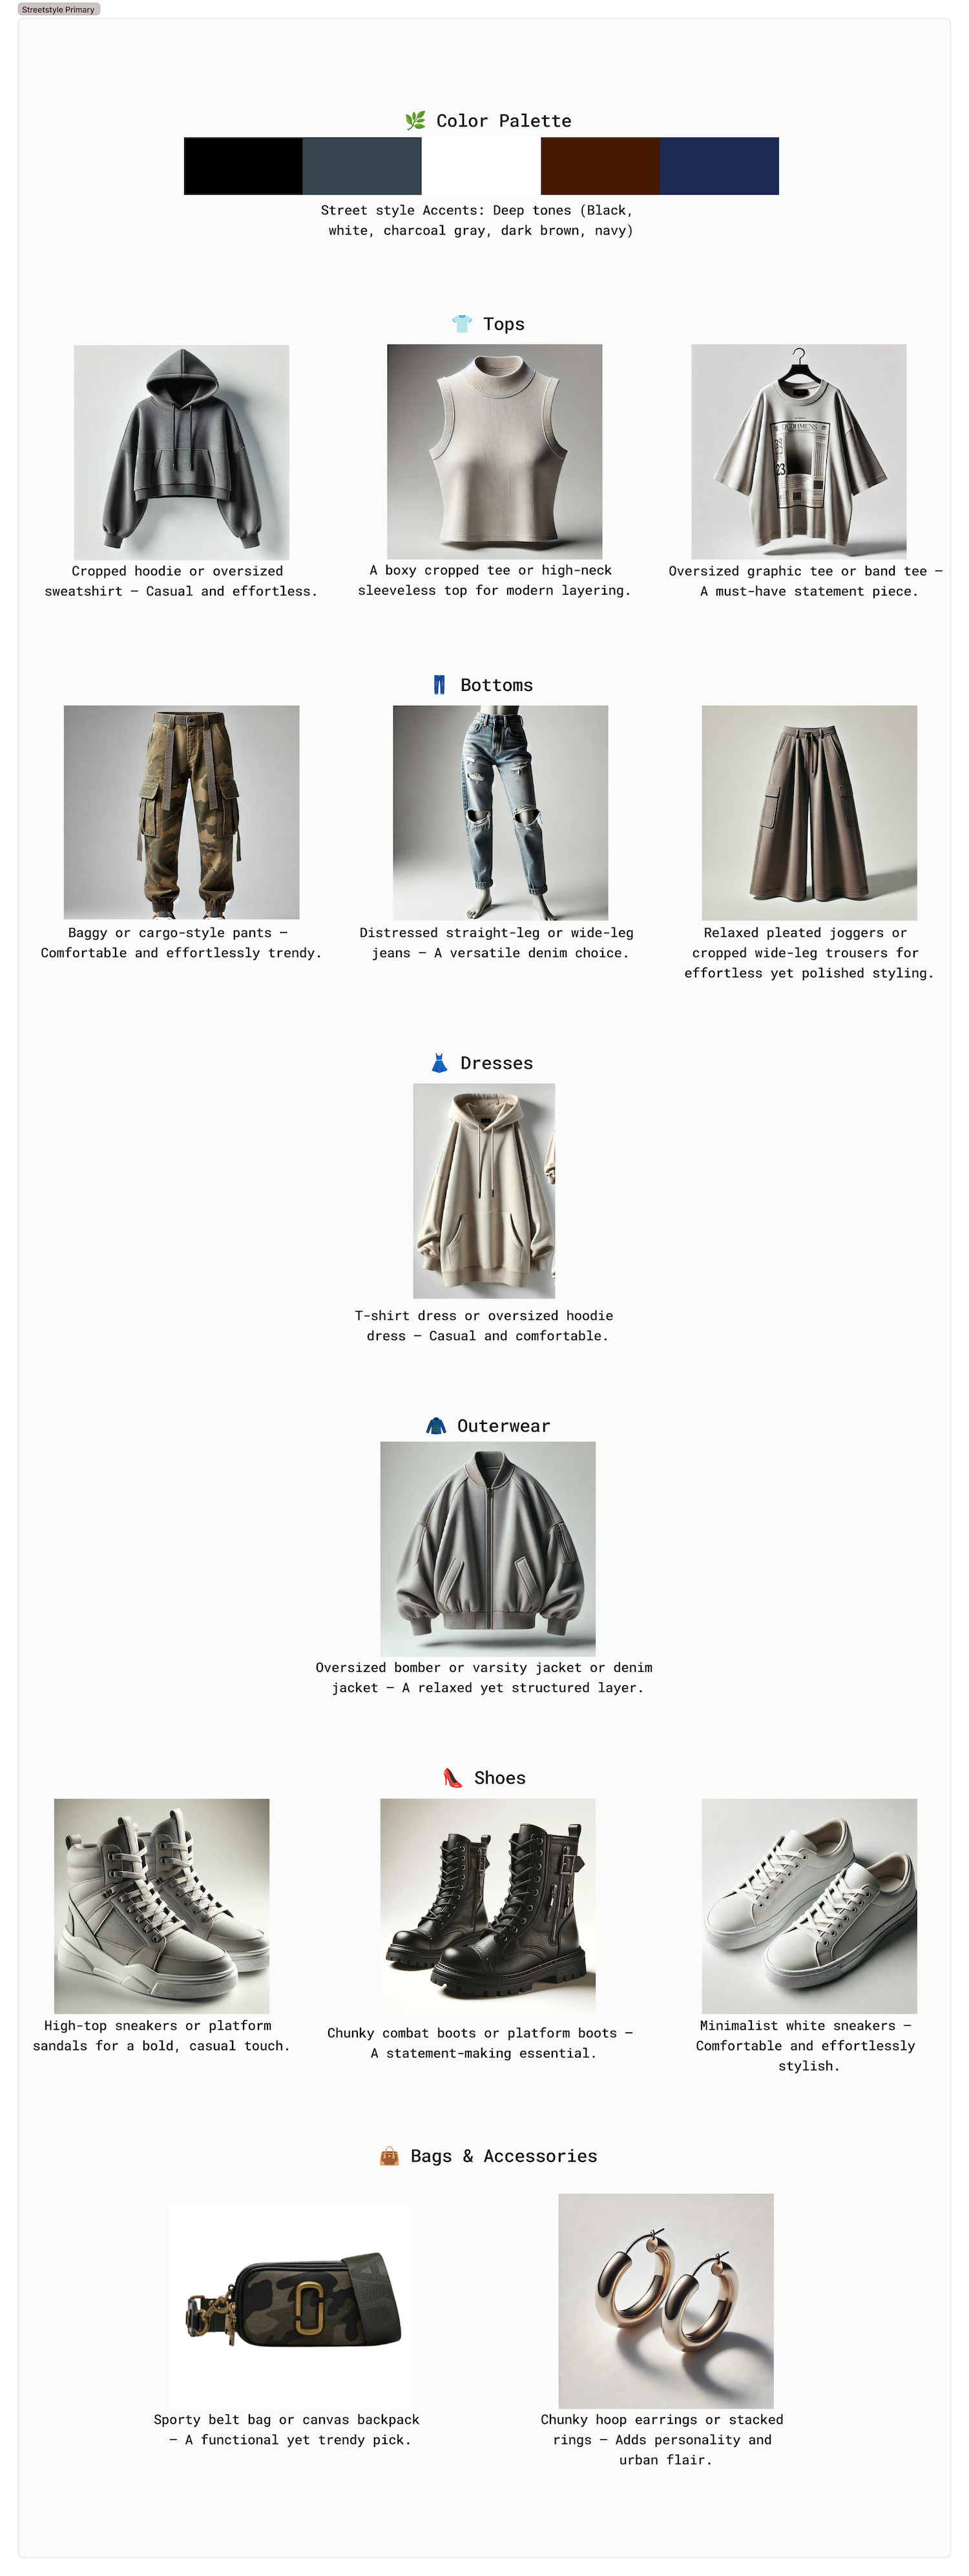 Streetstyle Primary
🌿 Color Palette
Street style Accents: Deep tones (Black,
white, charcoal gray, dark brown, navy)
👕 Tops
Cropped hoodie or oversized
sweatshirt – Casual and effortless.
A boxy cropped tee or high-neck
sleeveless top for modern layering.
23
Oversized graphic tee or band tee –
A must-have statement piece.
👖 Bottoms
Baggy or cargo-style pants –
Comfortable and effortlessly trendy.
Distressed straight-leg or wide-leg
jeans – A versatile denim choice.
Relaxed pleated joggers or
cropped wide-leg trousers for
effortless yet polished styling.
👗 Dresses
T-shirt dress or oversized hoodie
dress – Casual and comfortable.
🧥 Outerwear
Oversized bomber or varsity jacket or denim
jacket – A relaxed yet structured layer.
👠 Shoes
High-top sneakers or platform
sandals for a bold, casual touch.
Chunky combat boots or platform boots –
A statement-making essential.
Minimalist white sneakers –
Comfortable and effortlessly
stylish.
👜 Bags & Accessories
Sporty belt bag or canvas backpack
– A functional yet trendy pick.
Chunky hoop earrings or stacked
rings – Adds personality and
urban flair.